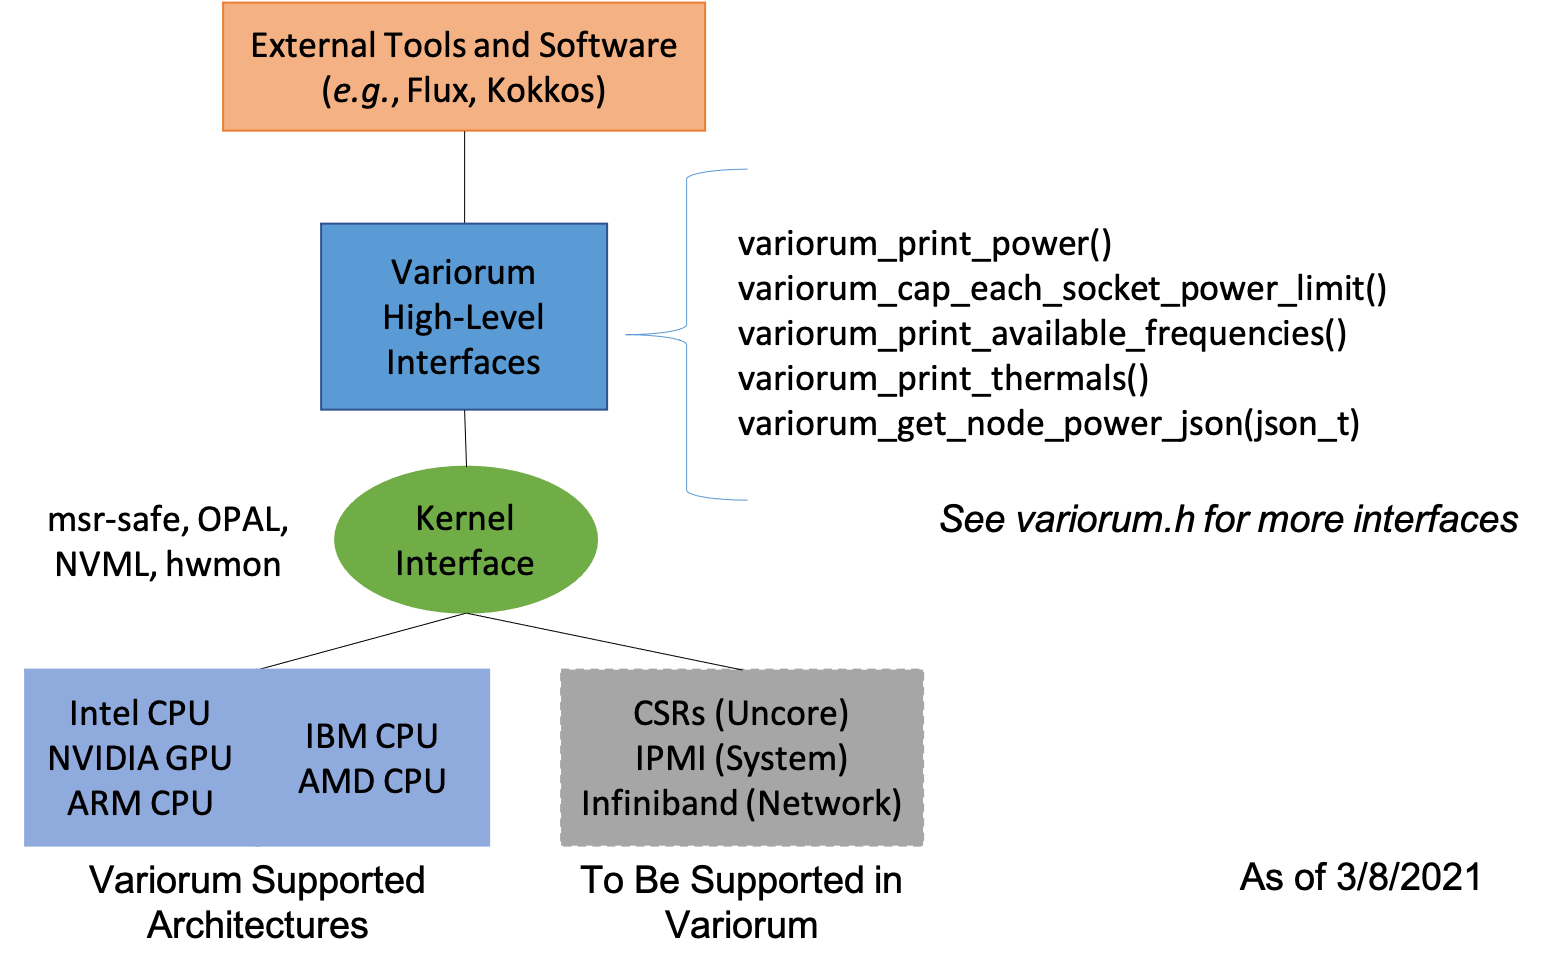 External Tools and Software
(e.g., Flux, Kokkos)
Variorum
High-Level
Interfaces
variorum_print_power()
variorum_cap_each_socket_power_limit()
variorum_print_available_frequencies()
variorum_print_thermals()
variorum_get_node_power_json(json_t)
See variorum.h for more interfaces
msr-safe, OPAL,
NVML, hwmon
Kernel
Interface
Intel CPU
NVIDIA GPU
ARM CPU
IBM CPU
AMD CPU
Variorum Supported
Architectures
CSRs (Uncore)
IPMI (System)
Infiniband (Network)
To Be Supported in
Variorum
As of 3/8/2021